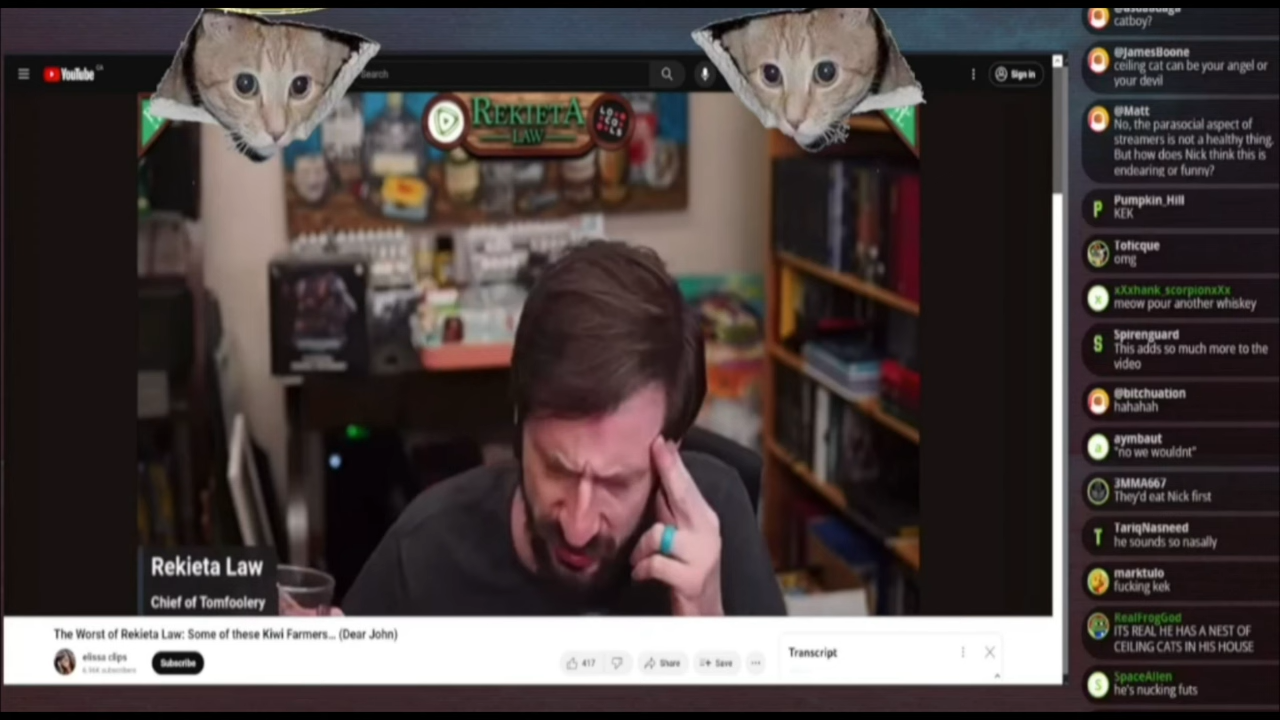 YouTube
CA
Search
Sign in
REKIETA
LAW
LO
CALS
Rekieta Law
Chief of Tomfoolery
The Worst of Rekieta Law: Some of these Kiwi Farmers... (Dear John)
elissa clips
Subscribe
417
Share
Save
Transcript
catboy?
@JamesBoone
ceiling cat can be your angel or
your devil
@Matt
No, the parasocial aspect of
streamers is not a healthy thing.
But how does Nick think this is
endearing or funny?
P
Pumpkin_Hill
KEK
Toficque
omg
x
xXxhank_scorpionxXx
meow pour another whiskey
S
Spirenguard
This adds so much more to the
video
@bitchuation
hahahah
a
aymbaut
"no we wouldnt"
3MMA667
They'd eat Nick first
T
TariqNasneed
he sounds so nasally
marktulo
fucking kek
RealFrogGod
ITS REAL HE HAS A NEST OF
CEILING CATS IN HIS HOUSE
S
SpaceAlien
he's nucking futs